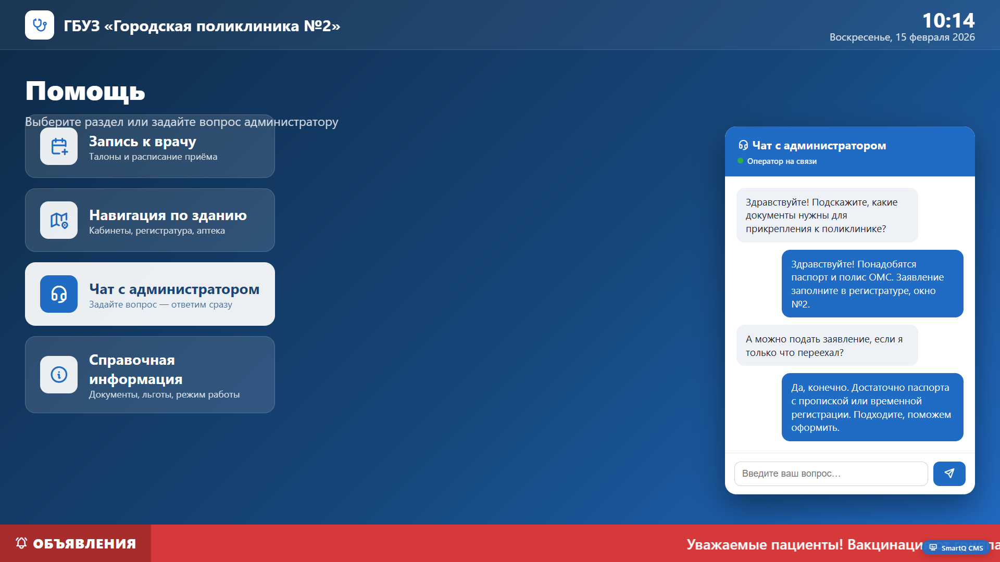 ГБУЗ «Городская поликлиника №2»
10:14
Воскресенье, 15 февраля 2026
Помощь
Выберите раздел или задайте вопрос администратору
Запись к врачу
Талоны и расписание приёма
Навигация по зданию
Кабинеты, регистратура, аптека
Чат с администратором
Задайте вопрос — ответим сразу
Справочная
информация
Документы, льготы, режим работы
Чат с администратором
Оператор на связи
Здравствуйте! Подскажите, какие
документы нужны для
прикрепления к поликлинике?
Здравствуйте! Понадобятся
паспорт и полис ОМС. Заявление
заполните в регистратуре, окно
№2.
А можно подать заявление, если я
только что переехал?
Да, конечно. Достаточно паспорта
с пропиской или временной
регистрации. Подходите, поможем
оформить.
Введите ваш вопрос…
ОБЪЯВЛЕНИЯ
Уважаемые пациенты! Вакцинация
SmartQ CMS